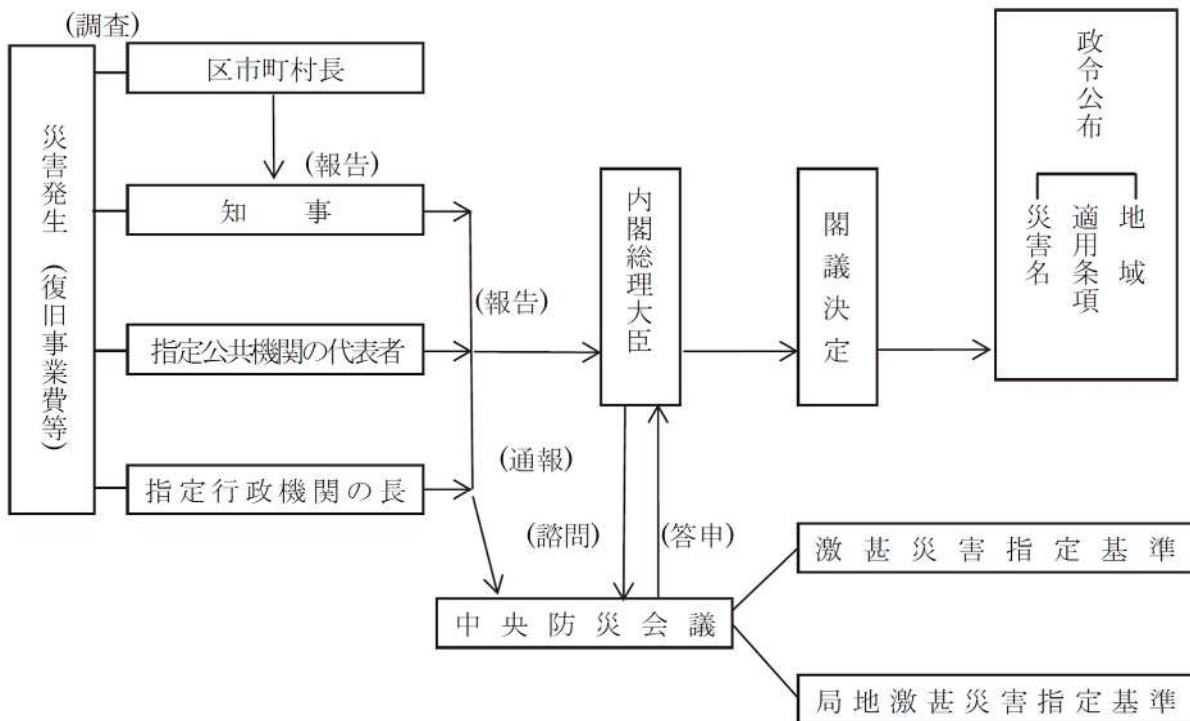 (調査)
区市町村長
災害発生 (復旧事業費等)
(報告)
知 事
指定公共機関の代表者
指定行政機関の長
(報告)
(通報)
内閣総理大臣
閣議決定
政令公布
災害名
適用条項
地域
(諮問)
(答申)
中央防災会議
激甚災害指定基準
局地激甚災害指定基準